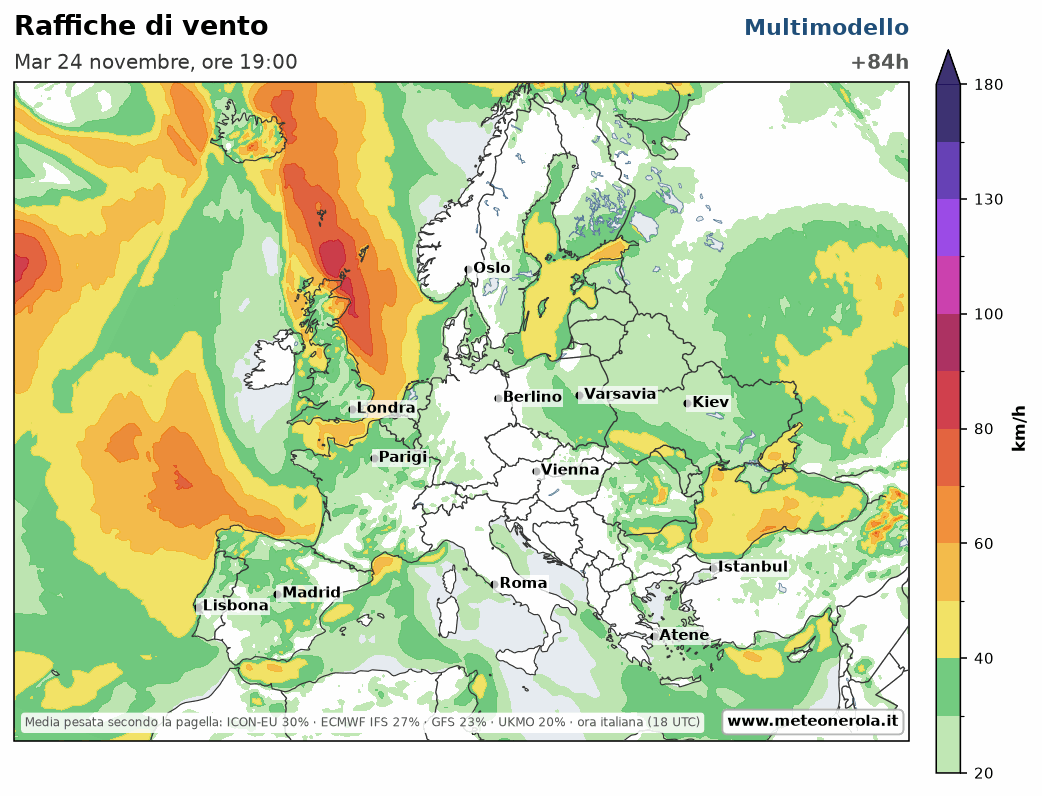 Raffiche di vento
Multimodello
Mar 24 novembre, ore 19:00
+84h
180
130
100
80
60
40
20
km/h
Oslo
Berlino
Varsavia
Kiev
Londra
Parigi
Vienna
Istanbul
Roma
Madrid
Lisbona
Atene
Media pesata secondo la pagella: ICON-EU 30% · ECMWF IFS 27% · GFS 23% · UKMO 20% · ora italiana (18 UTC)
www.meteonerola.it